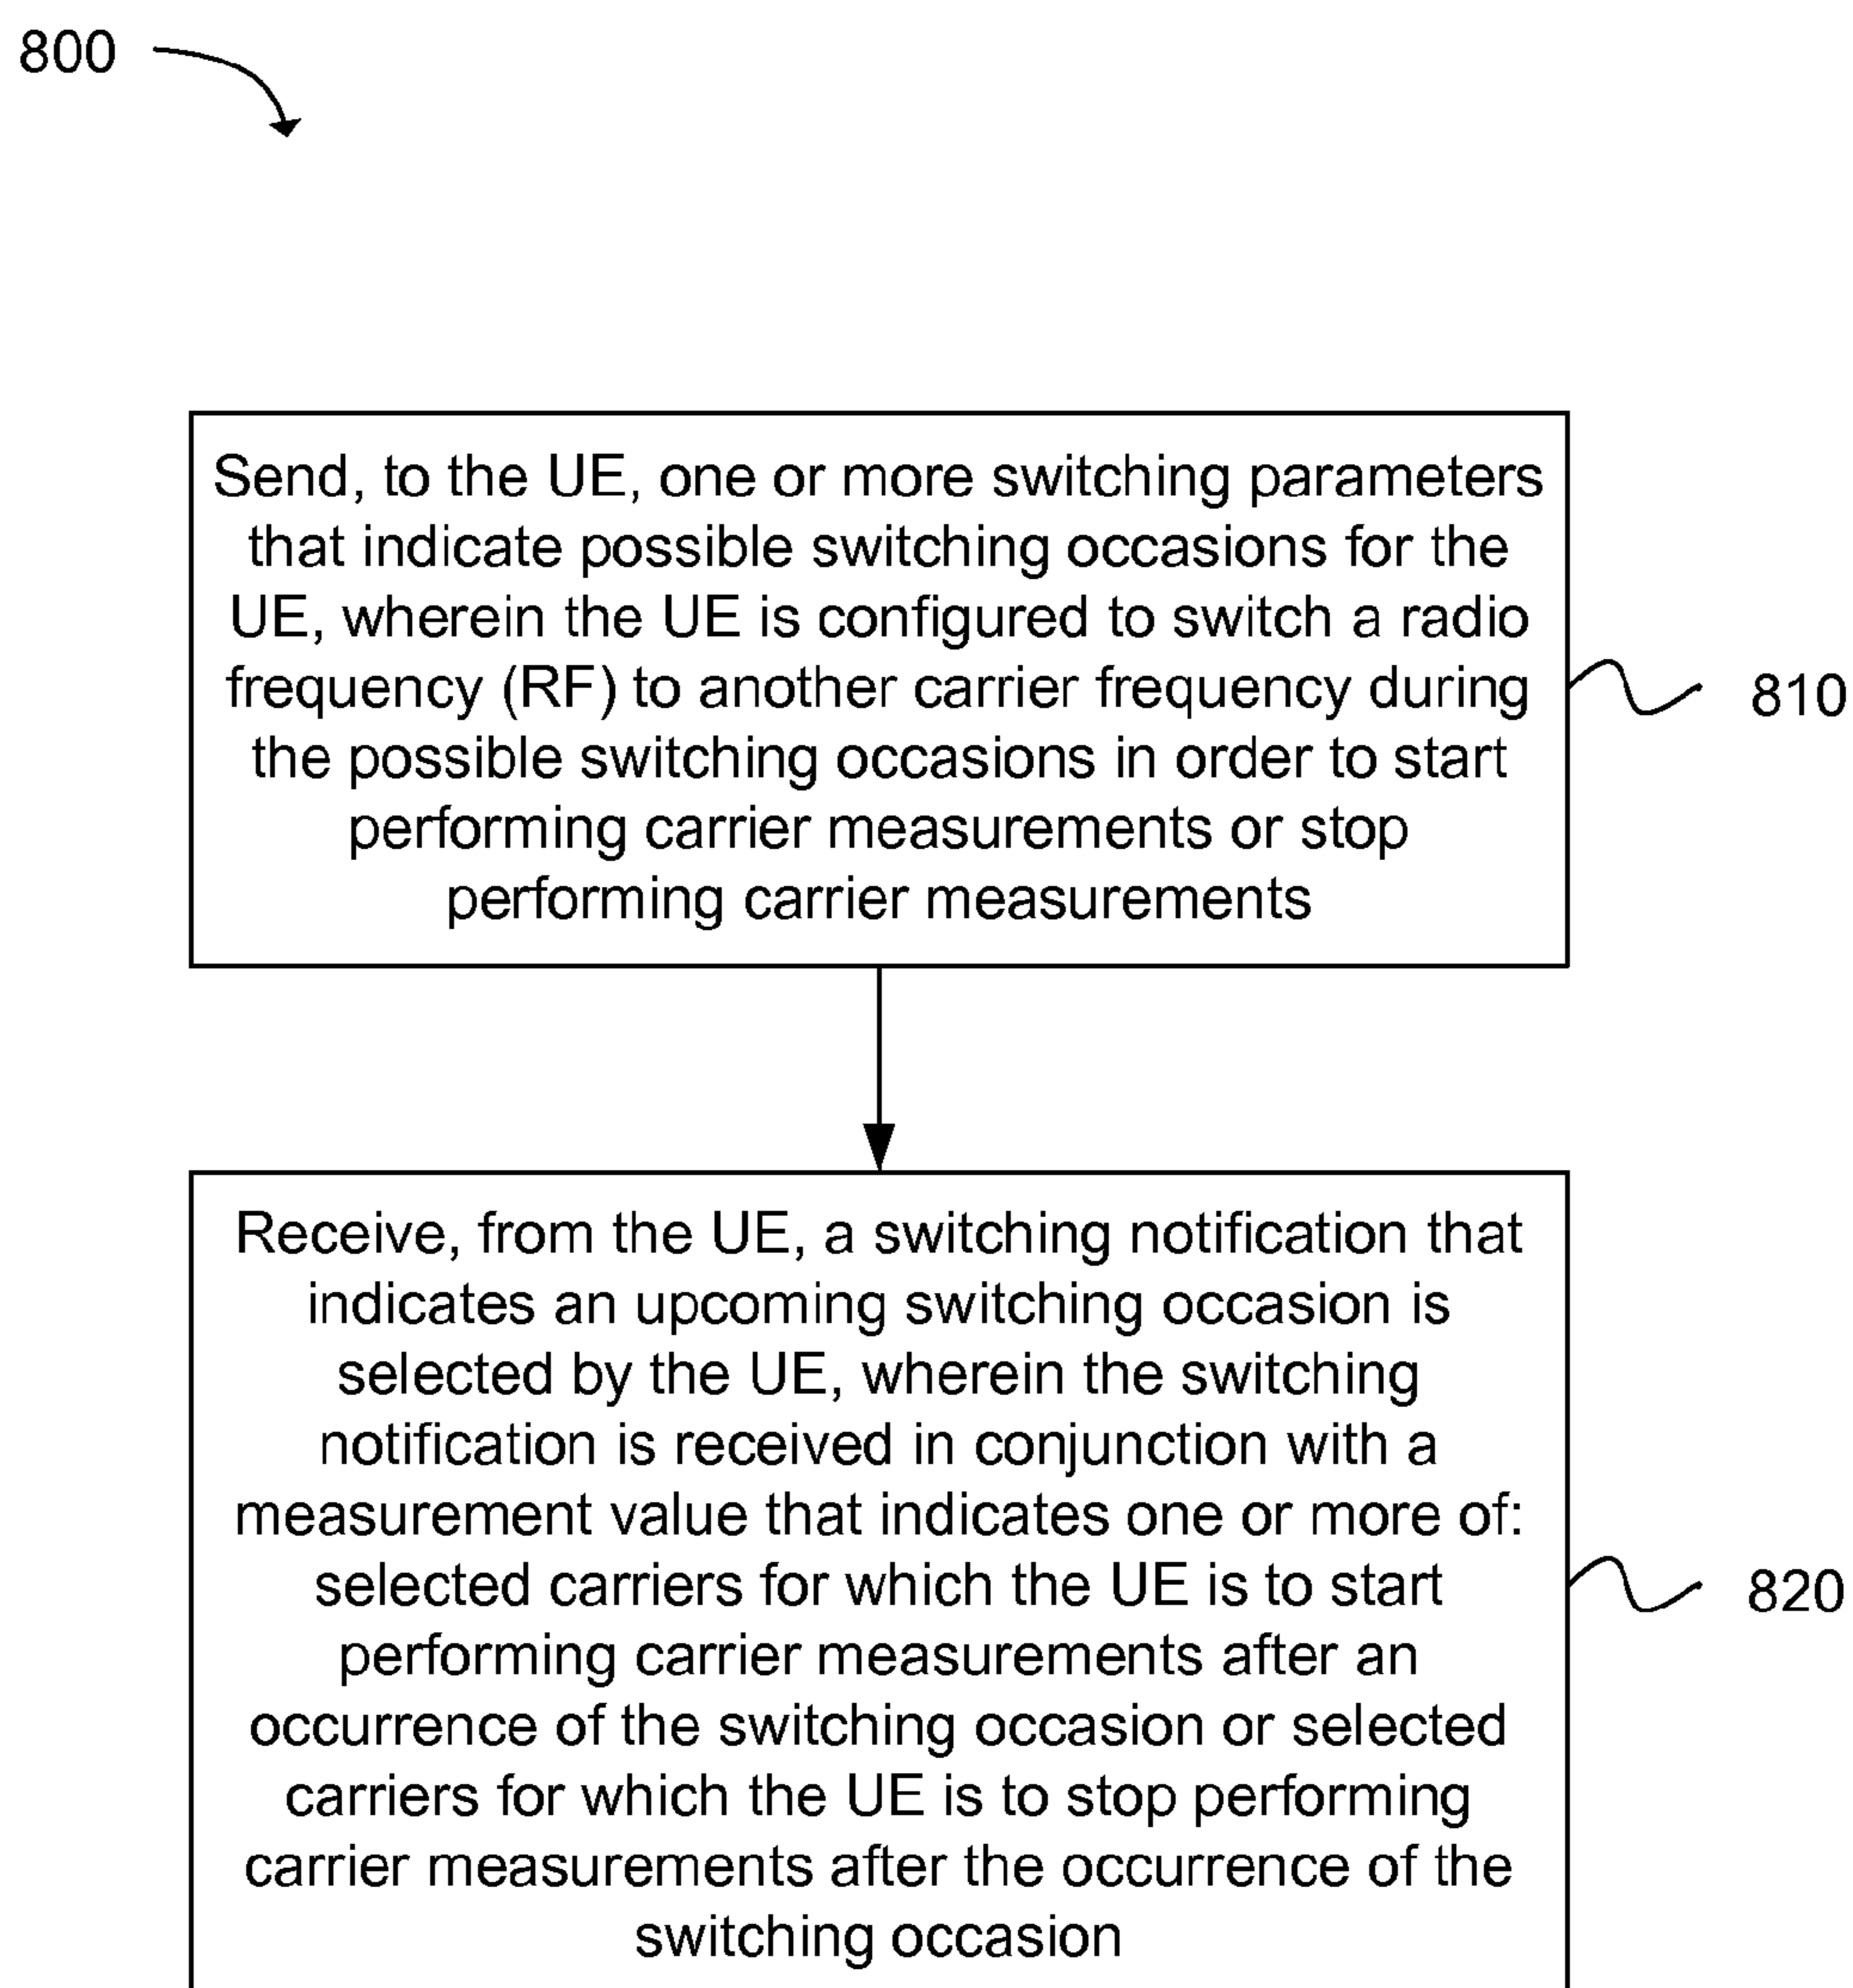 800
Send, to the UE, one or more switching parameters
that indicate possible switching occasions for the
UE, wherein the UE is configured to switch a radio
frequency (RF) to another carrier frequency during
the possible switching occasions in order to start
performing carrier measurements or stop
performing carrier measurements
810
Receive, from the UE, a switching notification that
indicates an upcoming switching occasion is
selected by the UE, wherein the switching
notification is received in conjunction with a
measurement value that indicates one or more of:
selected carriers for which the UE is to start
performing carrier measurements after an
occurrence of the switching occasion or selected
carriers for which the UE is to stop performing
carrier measurements after the occurrence of the
switching occasion
820